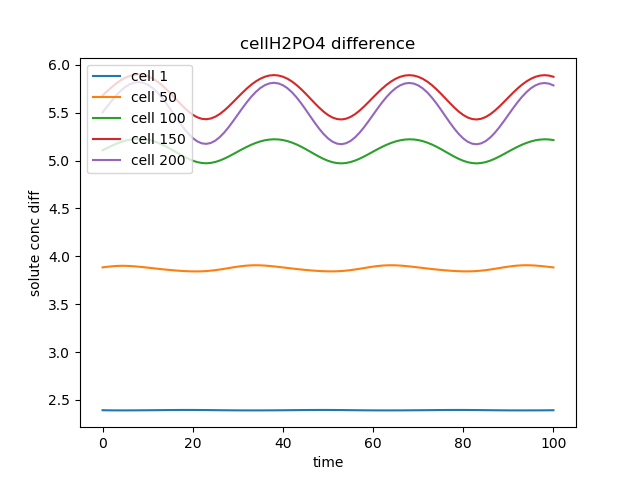 cellH2PO4 difference
6.0
5.5
5.0
4.5
4.0
3.5
3.0
2.5
solute conc diff
cell 1
cell 50
cell 100
cell 150
cell 200
0 20 40 60 80 100
time